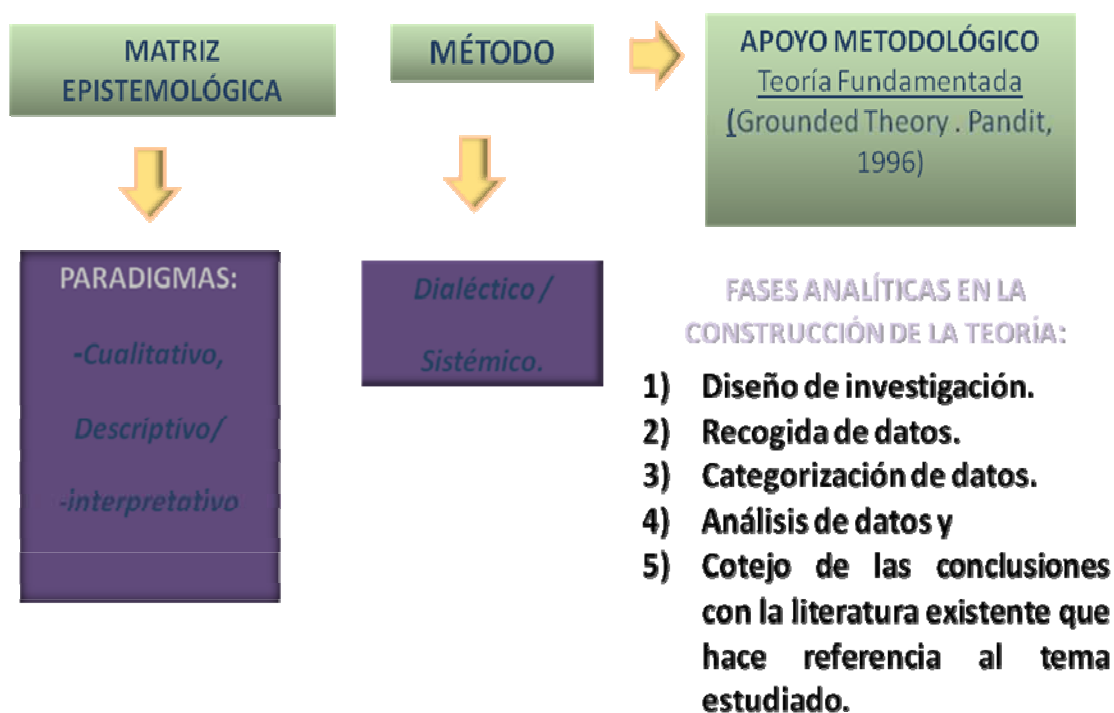 MATRIZ
EPISTEMOLÓGICA
PARADIGMAS:
-Cualitativo,
Descriptivo/
-interpretativo
MÉTODO
Dialéctico /
Sistémico.
APOYO METODOLÓGICO
Teoría Fundamentada
(Grounded Theory . Pandit,
1996)
FASES ANALÍTICAS EN LA
CONSTRUCCIÓN DE LA TEORÍA:
1) Diseño de investigación.
2) Recogida de datos.
3) Categorización de datos.
4) Análisis de datos y
5) Cotejo de las conclusiones
con la literatura existente que
hace referencia al tema
estudiado.